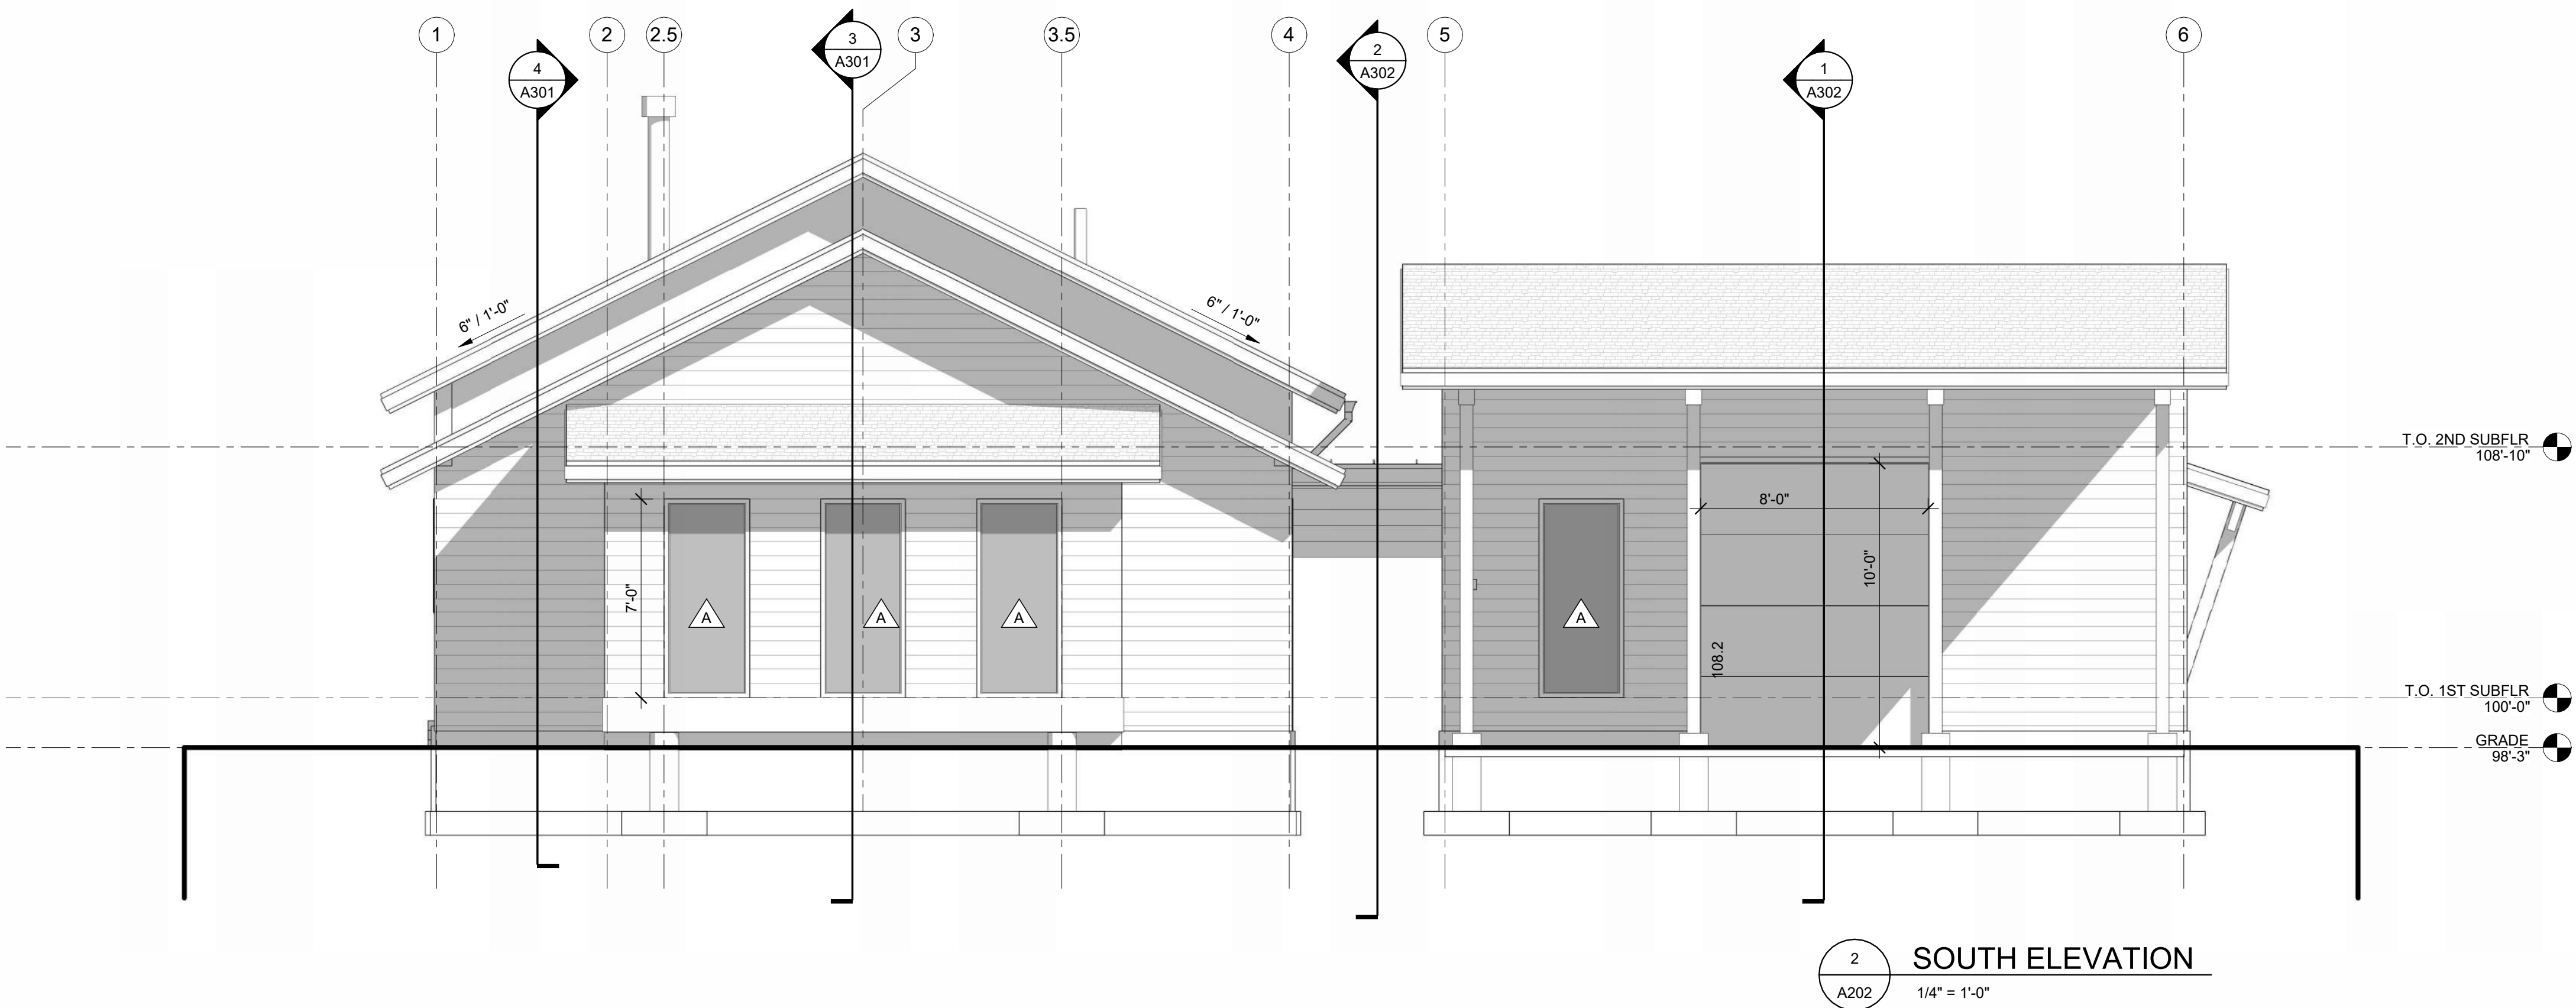 1
2
2.5
3
3.5
4
5
6
4
A301
3
A301
2
A302
1
A302
6" / 1'-0"
6" / 1'-0"
T.O. 2ND SUBFLR
108'-10"
7'-0"
8'-0"
10'-0"
A
A
A
A
108.2
T.O. 1ST SUBFLR
100'-0"
GRADE
98'-3"
2
A202
SOUTH ELEVATION
1/4" = 1'-0"